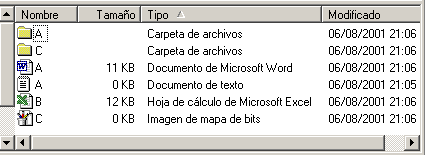 Nombre Tamaño Tipo Modificado
A Carpeta de archivos 06/08/2001 21:06
C Carpeta de archivos 06/08/2001 21:06
A 11 KB Documento de Microsoft Word 06/08/2001 21:06
A 0 KB Documento de texto 06/08/2001 21:05
B 12 KB Hoja de cálculo de Microsoft Excel 06/08/2001 21:06
C 0 KB Imagen de mapa de bits 06/08/2001 21:06